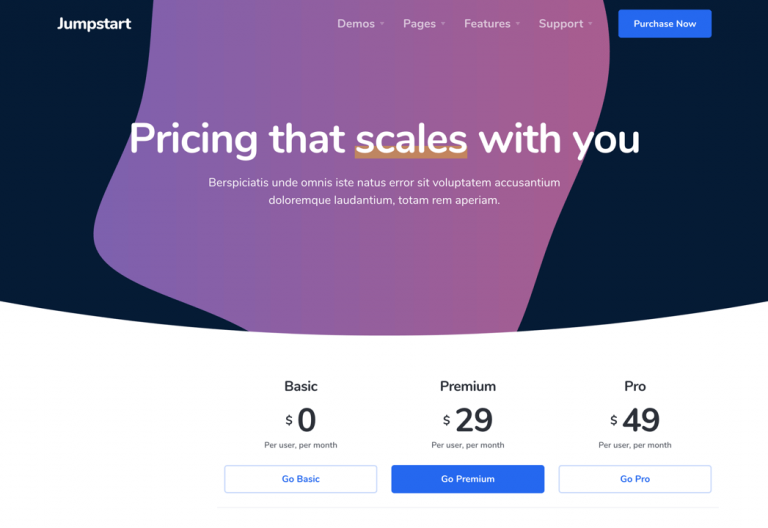 Jumpstart Demos Pages Features Support Purchase Now
Pricing that scales with you
Berspiciatis unde omnis iste natus error sit voluptatem accusantium
doloremque laudantium, totam rem aperiam.
Basic Premium Pro
$ 0 $ 29 $ 49
Per user, per month Per user, per month Per user, per month
Go Basic Go Premium Go Pro